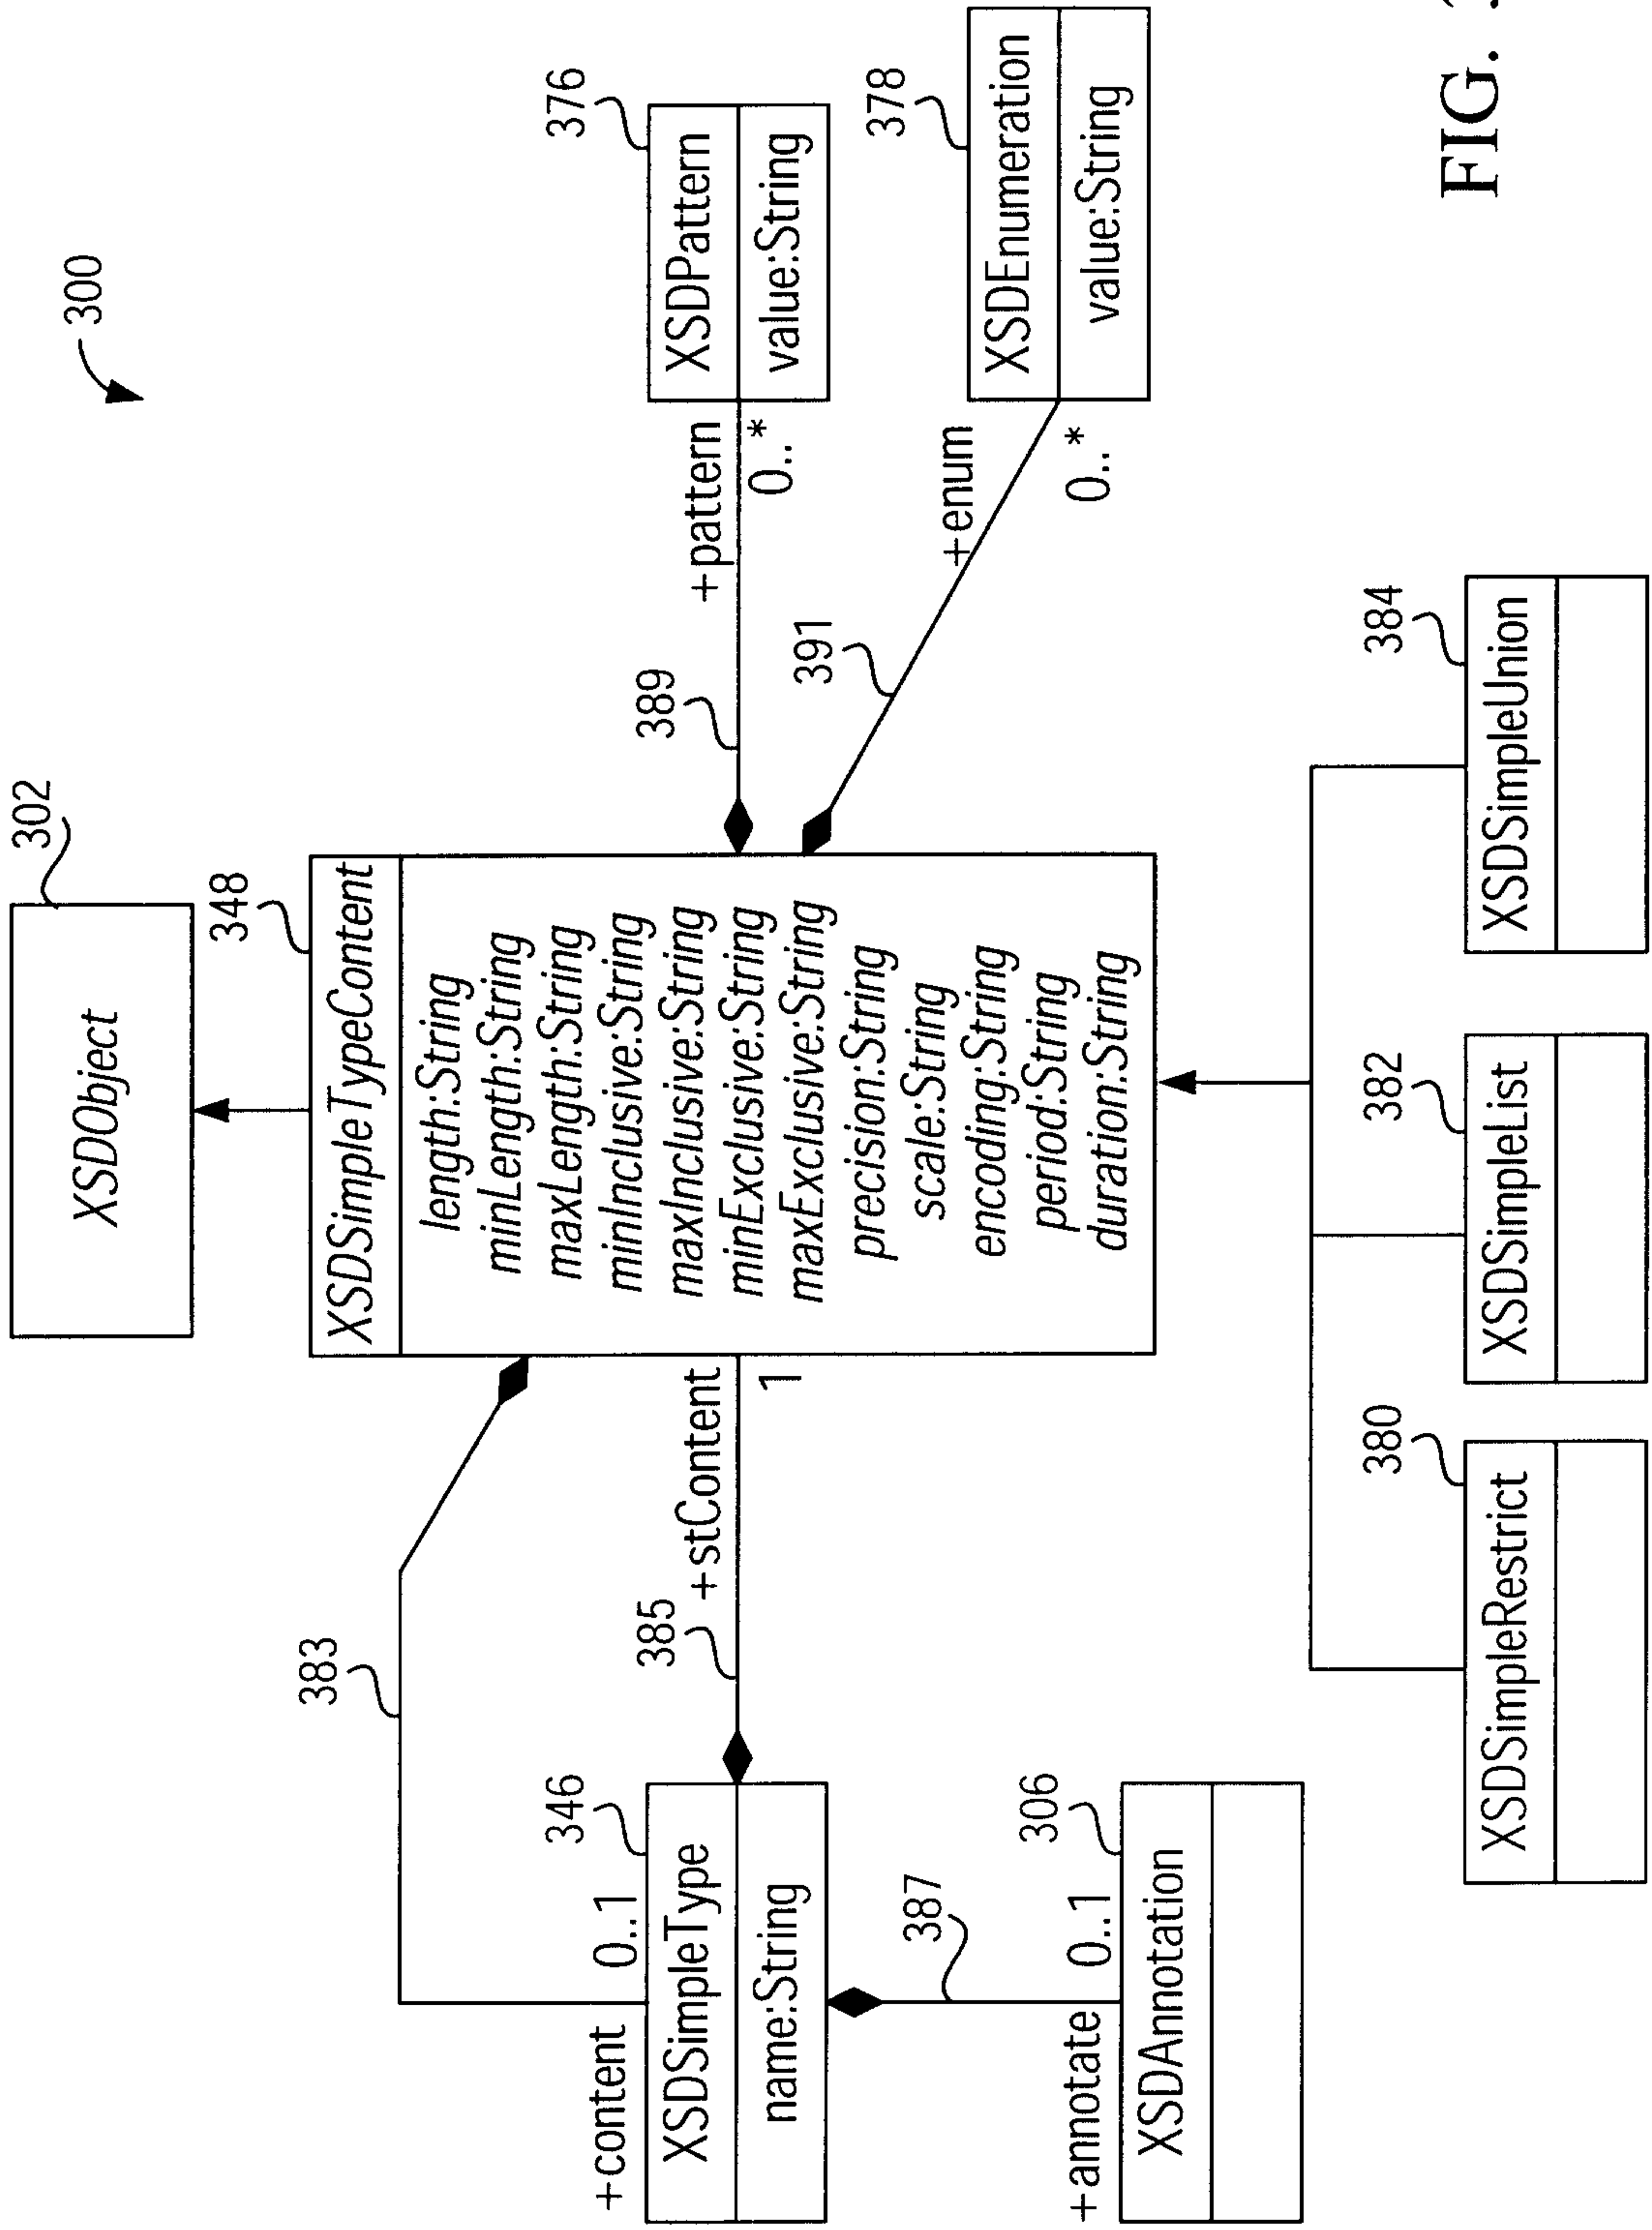 300
302
XSDObject
348
XSDSimpleTypeContent
length:String
minLength:String
maxLength:String
minInclusive:String
maxInclusive:String
minExclusive:String
maxExclusive:String
precision:String
scale:String
encoding:String
period:String
duration:String
383
+content
0..1
346
XSDSimpleType
name:String
385
+stContent
1
387
+annotate
0..1
306
XSDAnnotation
389
+pattern
0..*
376
XSDPattern
value:String
391
+enum
0..*
378
XSDEnumeration
value:String
380
XSDSimpleRestrict
382
XSDSimpleList
384
XSDSimpleUnion
FIG.